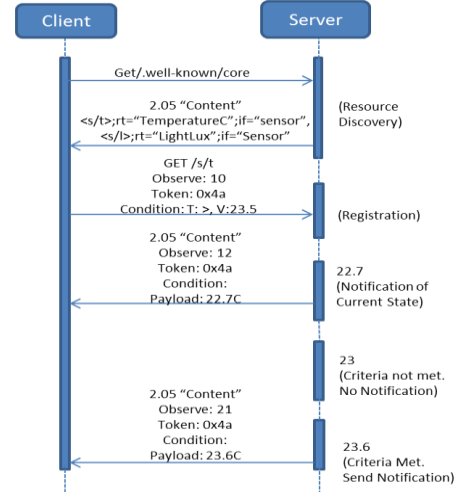 Client
Server
Get/.well-known/core
2.05 “Content”
<s/t>;rt=“TemperatureC”;if=“sensor”,
<s/l>;rt=“LightLux”;if=“Sensor”
(Resource
Discovery)
GET /s/t
Observe: 10
Token: 0x4a
Condition: T: >, V:23.5
(Registration)
2.05 “Content”
Observe: 12
Token: 0x4a
Condition:
Payload: 22.7C
22.7
(Notification of
Current State)
23
(Criteria not met.
No Notification)
2.05 “Content”
Observe: 21
Token: 0x4a
Condition:
Payload: 23.6C
23.6
(Criteria Met.
Send Notification)